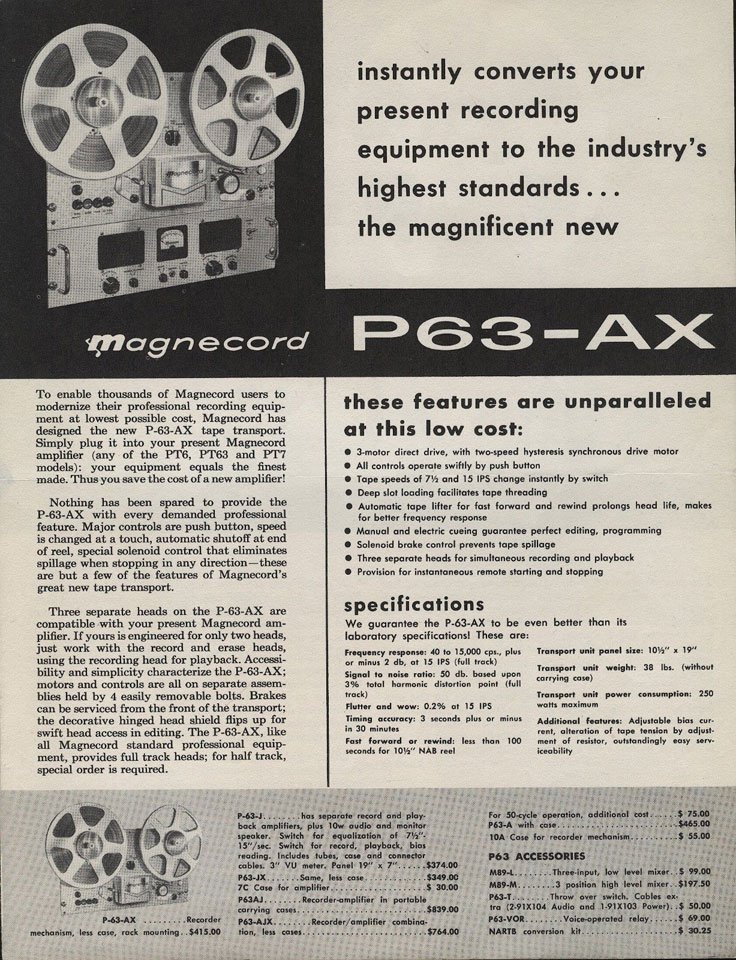 magnecord
instantly converts your
present recording
equipment to the industry's
highest standards...
the magnificent new
magnecord P63-AX
To enable thousands of Magnecord users to
modernize their professional recording equip-
ment at lowest possible cost, Magnecord has
designed the new P-63-AX tape transport.
Simply plug it into your present Magnecord
amplifier (any of the PT6, PT63 and PT7
models): your equipment equals the finest
made. Thus you save the cost of a new amplifier!
Nothing has been spared to provide the
P-63-AX with every demanded professional
feature. Major controls are push button, speed
is changed at a touch, automatic shutoff at end
of reel, special solenoid control that eliminates
spillage when stopping in any direction—these
are but a few of the features of Magnecord's
great new tape transport.
Three separate heads on the P-63-AX are
compatible with your present Magnecord am-
plifier. If yours is engineered for only two heads,
just work with the record and erase heads,
using the recording head for playback. Accessi-
bility and simplicity characterize the P-63-AX;
motors and controls are all on separate assem-
blies held by 4 easily removable bolts. Brakes
can be serviced from the front of the transport;
the decorative hinged head shield flips up for
swift head access in editing. The P-63-AX, like
all Magnecord standard professional equip-
ment, provides full track heads; for half track,
special order is required.
these features are unparalleled
at this low cost:
● 3-motor direct drive, with two-speed hysteresis synchronous drive motor
● All controls operate swiftly by push button
● Tape speeds of 7½ and 15 IPS change instantly by switch
● Deep slot loading facilitates tape threading
● Automatic tape lifter for fast forward and rewind prolongs head life, makes
for better frequency response
● Manual and electric cueing guarantee perfect editing, programming
● Solenoid brake control prevents tape spillage
● Three separate heads for simultaneous recording and playback
● Provision for instantaneous remote starting and stopping
specifications
We guarantee the P-63-AX to be even better than its
laboratory specifications! These are:
Frequency response: 40 to 15,000 cps., plus
or minus 2 db, at 15 IPS (full track)
Signal to noise ratio: 50 db. based upon
3% total harmonic distortion point (full
track)
Flutter and wow: 0.2% at 15 IPS
Timing accuracy: 3 seconds plus or minus
in 30 minutes
Fast forward or rewind: less than 100
seconds for 10½" NAB reel
Transport unit panel size: 10½" x 19"
Transport unit weight: 38 lbs. (without
carrying case)
Transport unit power consumption: 250
watts maximum
Additional features: Adjustable bias cur-
rent, alteration of tape tension by adjust-
ment of resistor, outstandingly easy serv-
iceability
P-63-AX ..........Recorder
mechanism, less case, rack mounting..$415.00
P-63-J......has separate record and play-
back amplifiers, plus 10w audio and monitor
speaker. Switch for equalization of 7½"-
15"/sec. Switch for record, playback, bias
reading. Includes tubes, case and connector
cables. 3" VU meter. Panel 19" x 7"......$374.00
P63-JX........Same, less case..........$349.00
7C Case for amplifier..................$ 30.00
P63AJ.......Recorder-amplifier in portable
carrying cases........................$839.00
P63-AJX........Recorder/amplifier combina-
tion, less cases.......................$764.00
For 50-cycle operation, additional cost......$ 75.00
P63-A with case.......................$465.00
10A Case for recorder mechanism.........$ 55.00
P63 ACCESSORIES
M89-L........Three-input, low level mixer..$ 99.00
M89-M........3 position high level mixer..$197.50
P63-T........Throw over switch. Cables ex-
tra (2-91X104 Audio and 1-91X103 Power)..$ 50.00
P63-VOR........Voice-operated relay......$ 69.00
NARTB conversion kit...................$ 30.25